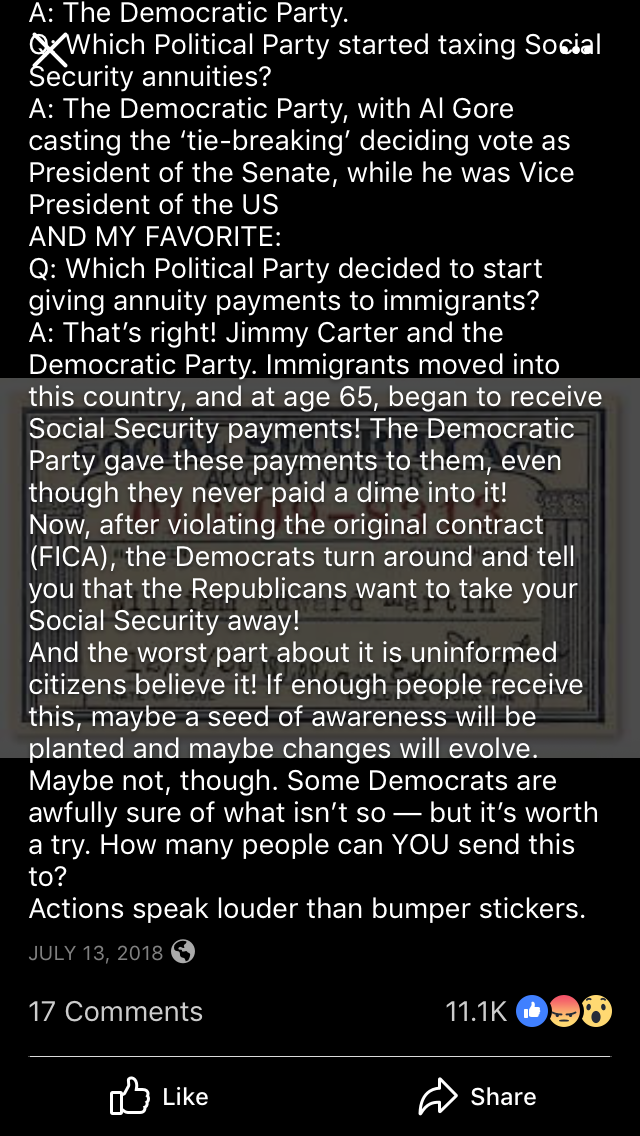 A: The Democratic Party.
Q: Which Political Party started taxing Social
Security annuities?
A: The Democratic Party, with Al Gore
casting the ‘tie-breaking’ deciding vote as
President of the Senate, while he was Vice
President of the US
AND MY FAVORITE:
Q: Which Political Party decided to start
giving annuity payments to immigrants?
A: That’s right! Jimmy Carter and the
Democratic Party. Immigrants moved into
this country, and at age 65, began to receive
Social Security payments! The Democratic
Party gave these payments to them, even
though they never paid a dime into it!
Now, after violating the original contract
(FICA), the Democrats turn around and tell
you that the Republicans want to take your
Social Security away!
And the worst part about it is uninformed
citizens believe it! If enough people receive
this, maybe a seed of awareness will be
planted and maybe changes will evolve.
Maybe not, though. Some Democrats are
awfully sure of what isn’t so — but it’s worth
a try. How many people can YOU send this
to?
Actions speak louder than bumper stickers.
JULY 13, 2018
17 Comments 11.1K
Like Share